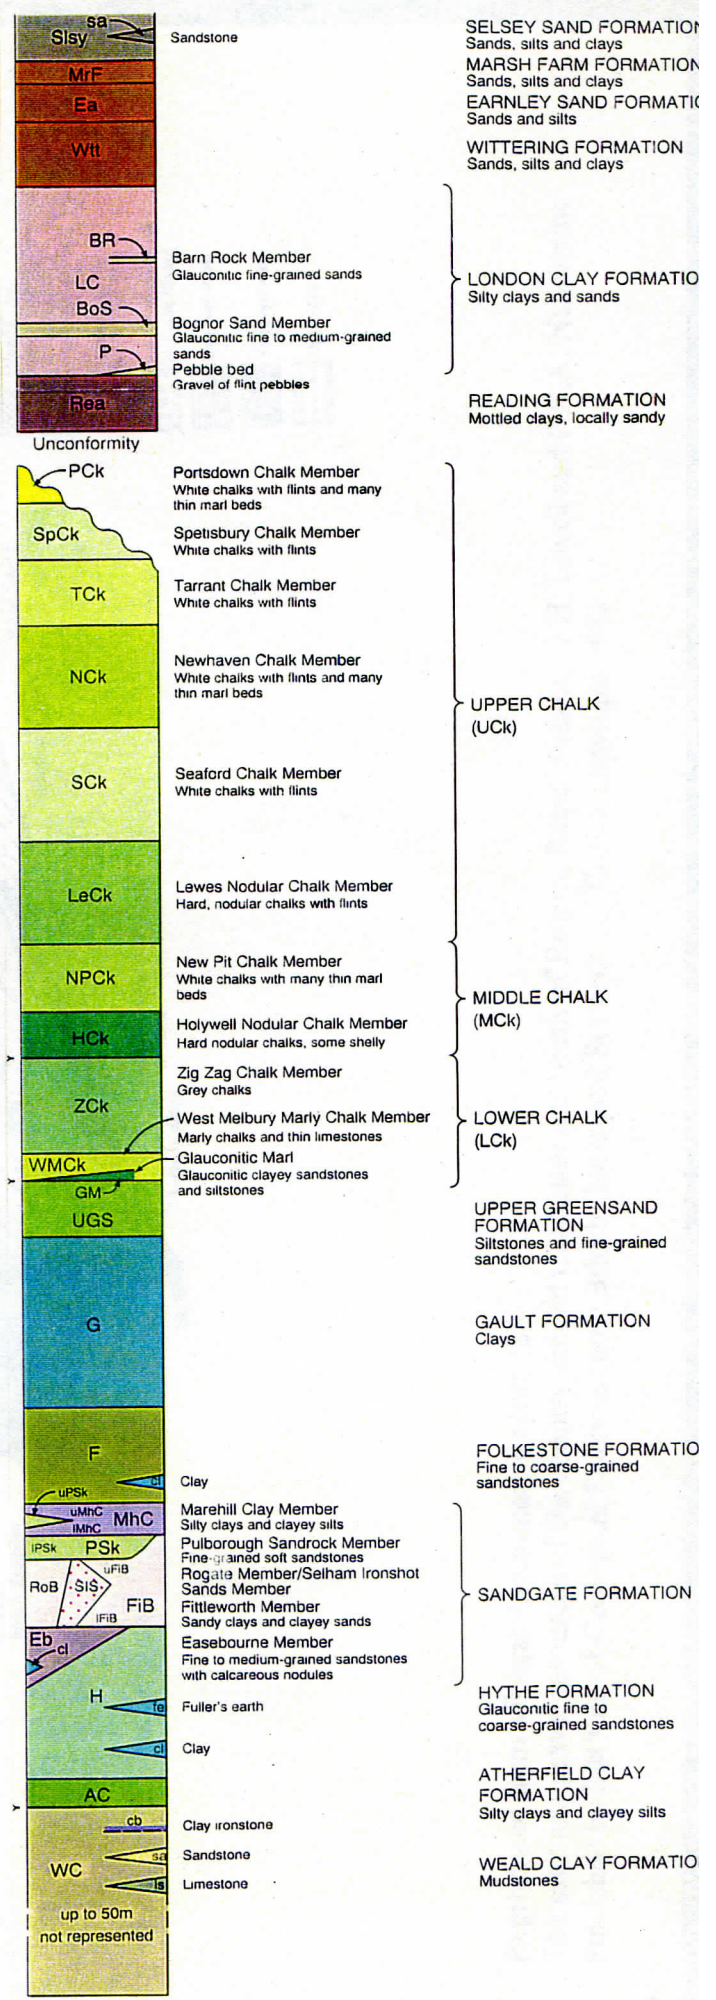 sa
Slsy
Sandstone
SELSEY SAND FORMATION
Sands, silts and clays
MrF
MARSH FARM FORMATION
Sands, silts and clays
Ea
EARNLEY SAND FORMATI
Sands and silts
Wtt
WITTERING FORMATION
Sands, silts and clays
BR
Barn Rock Member
Glauconitic fine-grained sands
LC
LONDON CLAY FORMATIO
Silty clays and sands
BoS
Bognor Sand Member
Glauconitic fine to medium-grained
sands
P
Pebble bed
Gravel of flint pebbles
Rea
READING FORMATION
Mottled clays, locally sandy
Unconformity
PCk
Portsdown Chalk Member
White chalks with flints and many
thin marl beds
SpCk
Spetisbury Chalk Member
White chalks with flints
TCk
Tarrant Chalk Member
White chalks with flints
NCk
Newhaven Chalk Member
White chalks with flints and many
thin marl beds
UPPER CHALK
(UCk)
SCk
Seaford Chalk Member
White chalks with flints
LeCk
Lewes Nodular Chalk Member
Hard, nodular chalks with flints
NPCk
New Pit Chalk Member
White chalks with many thin marl
beds
MIDDLE CHALK
(MCk)
HCk
Holywell Nodular Chalk Member
Hard nodular chalks, some shelly
Y
ZCk
Zig Zag Chalk Member
Grey chalks
West Melbury Marly Chalk Member
Marly chalks and thin limestones
LOWER CHALK
(LCk)
WMCk
Glauconitic Marl
Glauconitic clayey sandstones
and siltstones
Y
GM
UGS
UPPER GREENSAND
FORMATION
Siltstones and fine-grained
sandstones
G
GAULT FORMATION
Clays
F
FOLKESTONE FORMATIO
Fine to coarse-grained
sandstones
cl
Clay
uPSk
uMhC
lMhC
MhC
Marehill Clay Member
Silty clays and clayey silts
lPSk
PSk
Pulborough Sandrock Member
Fine-grained soft sandstones
RoB
SIS
uFiB
FiB
lFiB
Rogate Member/Selham Ironshot
Sands Member
Fittleworth Member
Sandy clays and clayey sands
SANDGATE FORMATION
Eb
cl
Easebourne Member
Fine to medium-grained sandstones
with calcareous nodules
H
HYTHE FORMATION
Glauconitic fine to
coarse-grained sandstones
fe
Fuller's earth
cl
Clay
AC
ATHERFIELD CLAY
FORMATION
Silty clays and clayey silts
Y
cb
Clay ironstone
sa
Sandstone
WC
WEALD CLAY FORMATIO
Mudstones
ls
Limestone
up to 50m
not represented